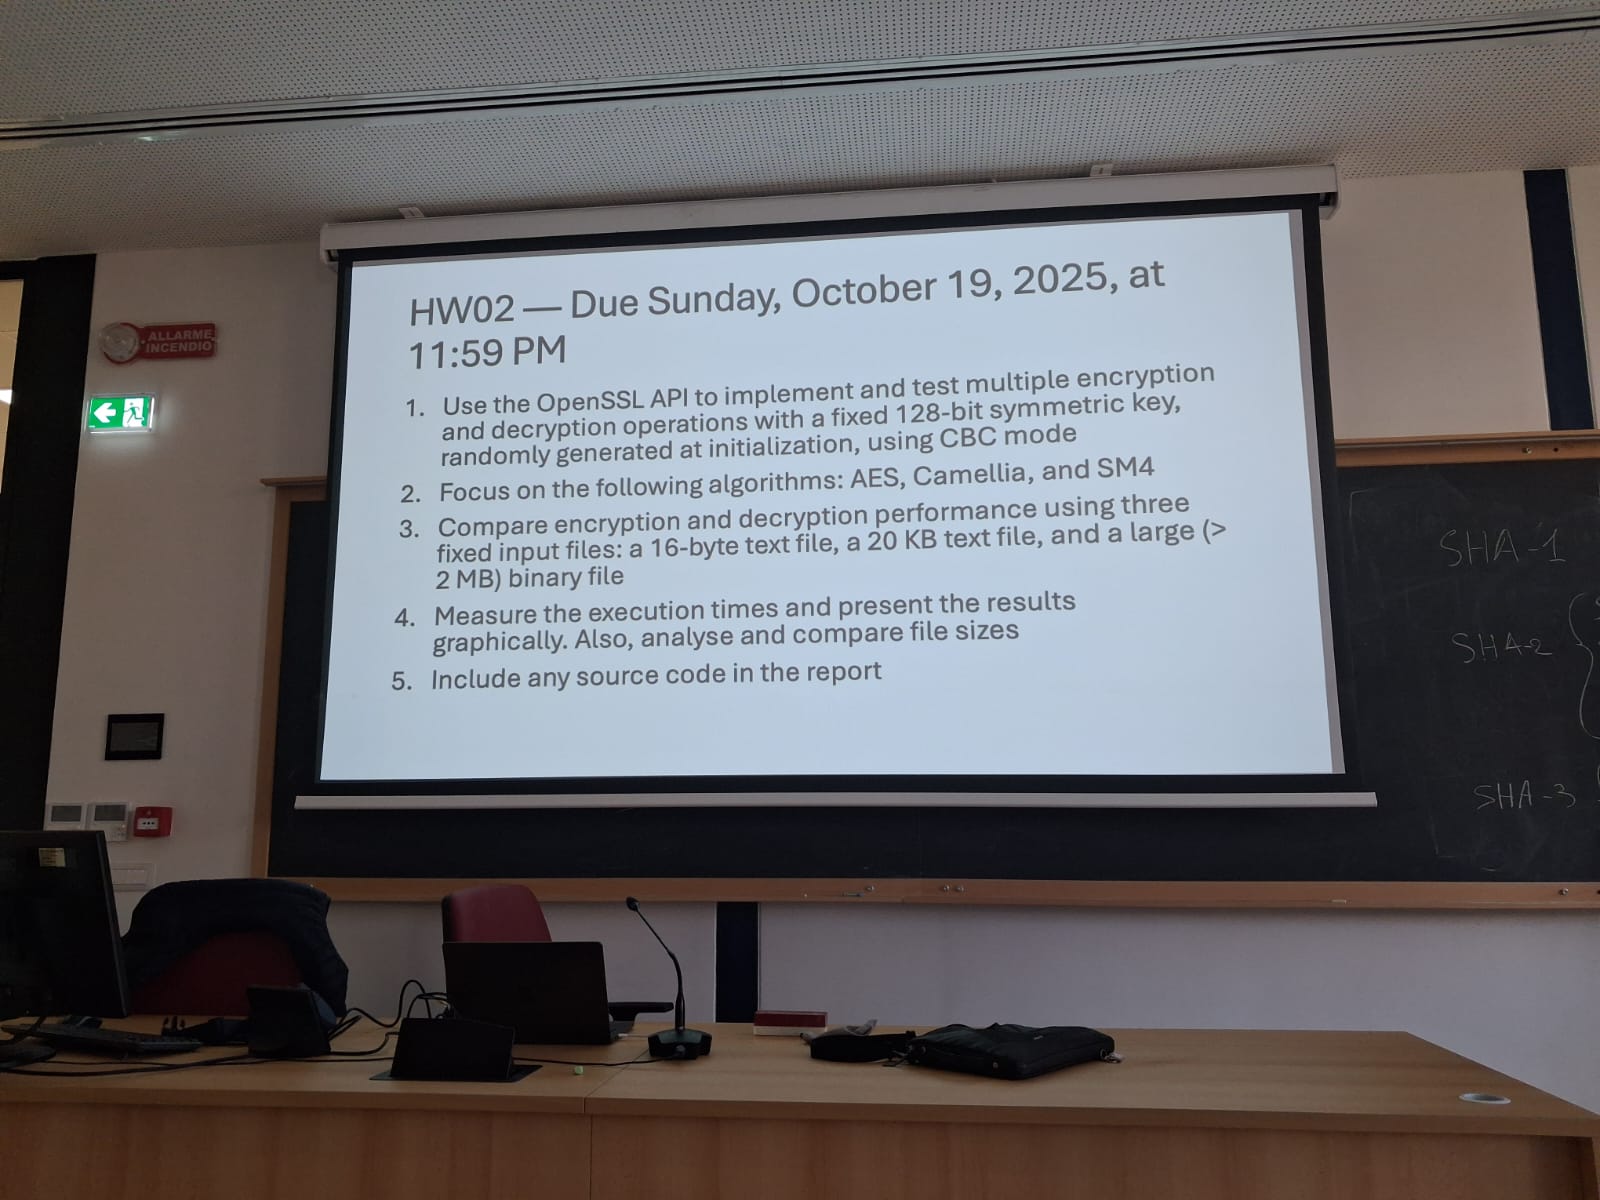 HW02 — Due Sunday, October 19, 2025, at
11:59 PM
1. Use the OpenSSL API to implement and test multiple encryption
and decryption operations with a fixed 128-bit symmetric key,
randomly generated at initialization, using CBC mode
2. Focus on the following algorithms: AES, Camellia, and SM4
3. Compare encryption and decryption performance using three
fixed input files: a 16-byte text file, a 20 KB text file, and a large (>
2 MB) binary file
4. Measure the execution times and present the results
graphically. Also, analyse and compare file sizes
5. Include any source code in the report
ALLARME
INCENDIO
SHA-1
SHA-2
SHA-3